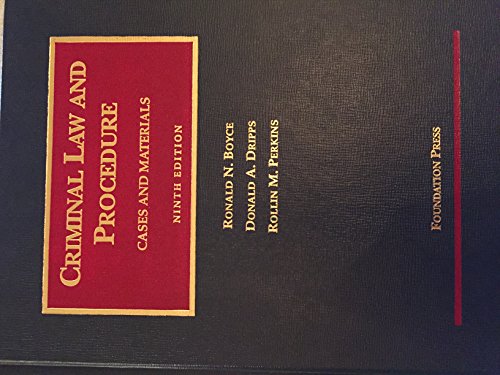 CRIMINAL LAW AND
PROCEDURE
CASES AND MATERIALS
NINTH EDITION
RONALD N. BOYCE
DONALD A. DRIPPS
ROLLIN M. PERKINS
FOUNDATION PRESS